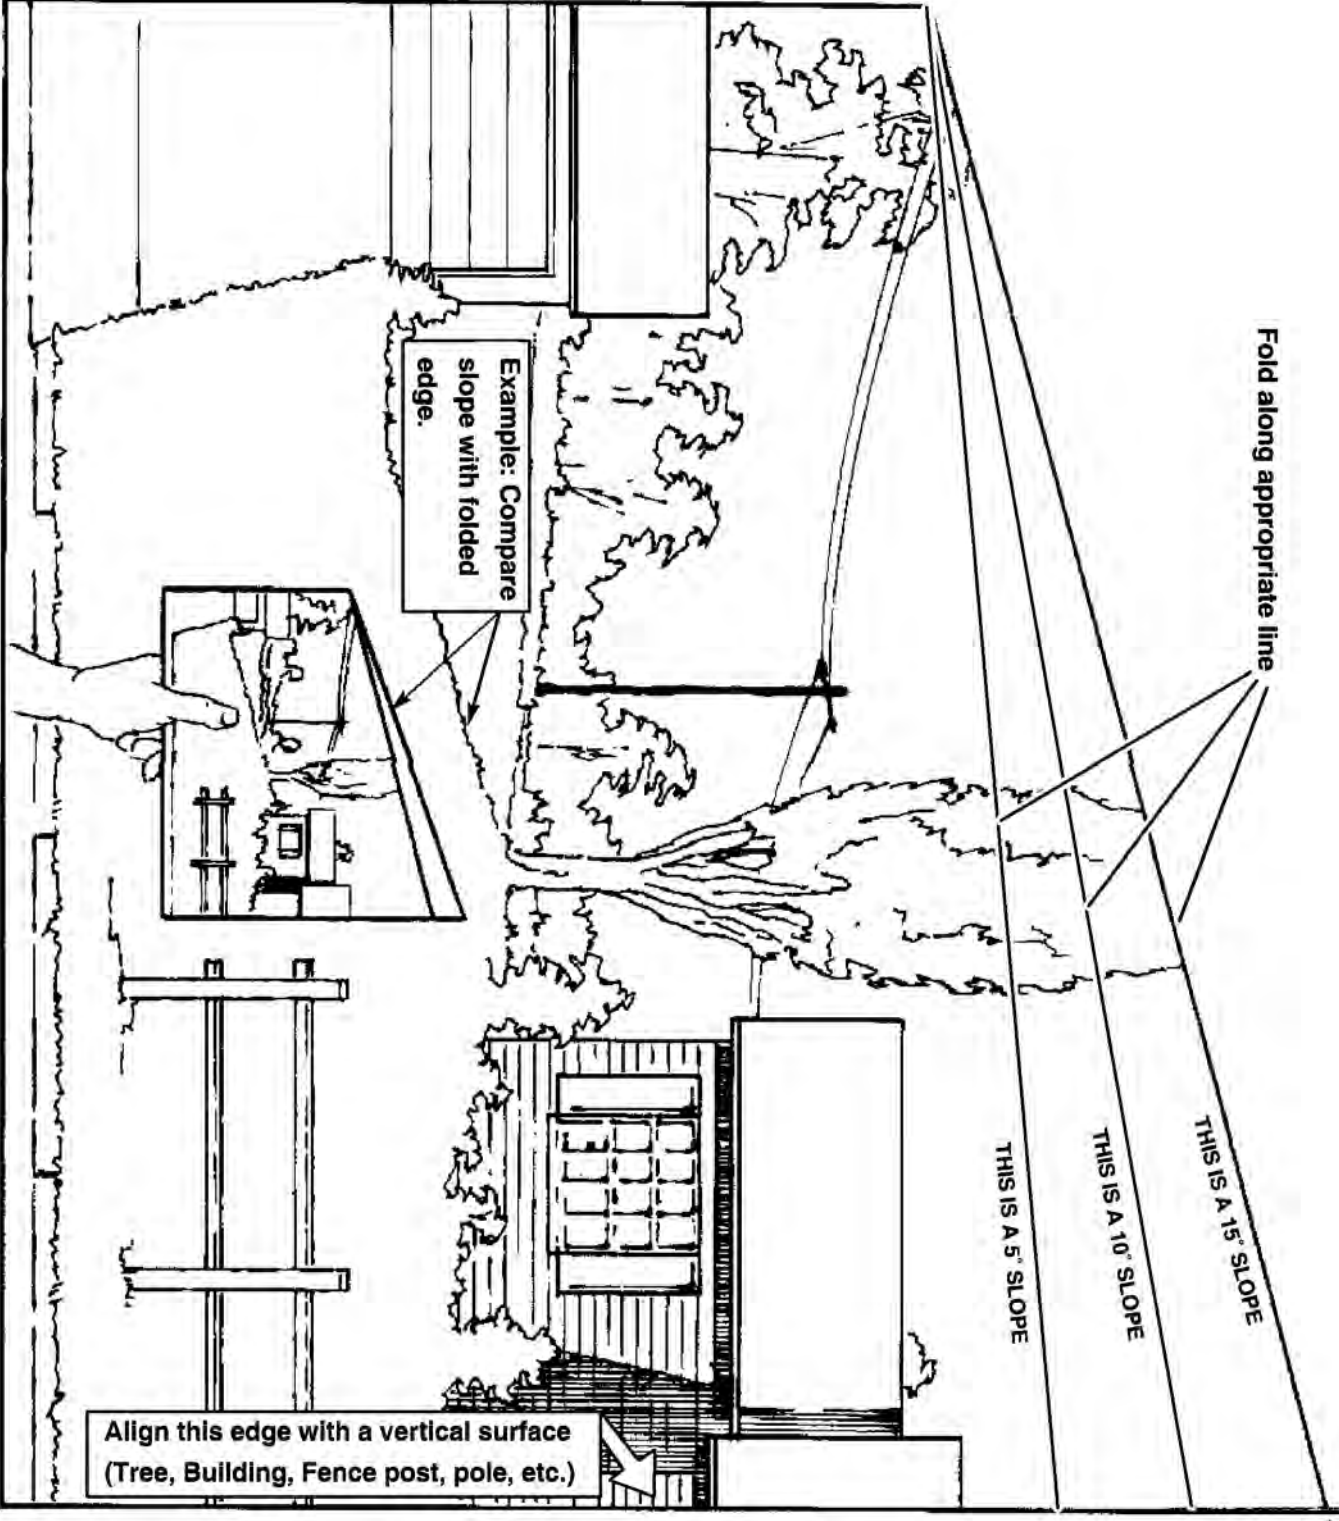 Fold along appropriate line
THIS IS A 15° SLOPE
THIS IS A 10° SLOPE
THIS IS A 5° SLOPE
Example: Compare
slope with folded
edge.
Align this edge with a vertical surface
(Tree, Building, Fence post, pole, etc.)